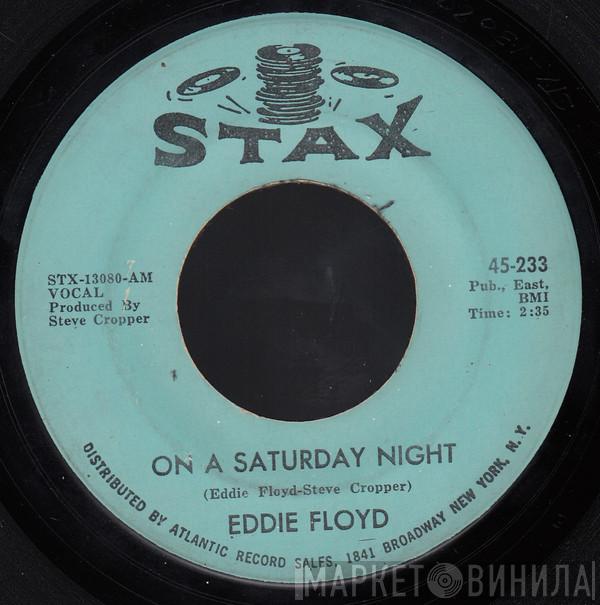 STAX
STX-13080-AM
VOCAL
Produced By
Steve Cropper
45-233
Pub., East,
BMI
Time: 2:35
ON A SATURDAY NIGHT
(Eddie Floyd-Steve Cropper)
EDDIE FLOYD
DISTRIBUTED BY ATLANTIC RECORD SALES, 1841 BROADWAY NEW YORK, N.Y.
МАРКЕТ ВИНИЛА